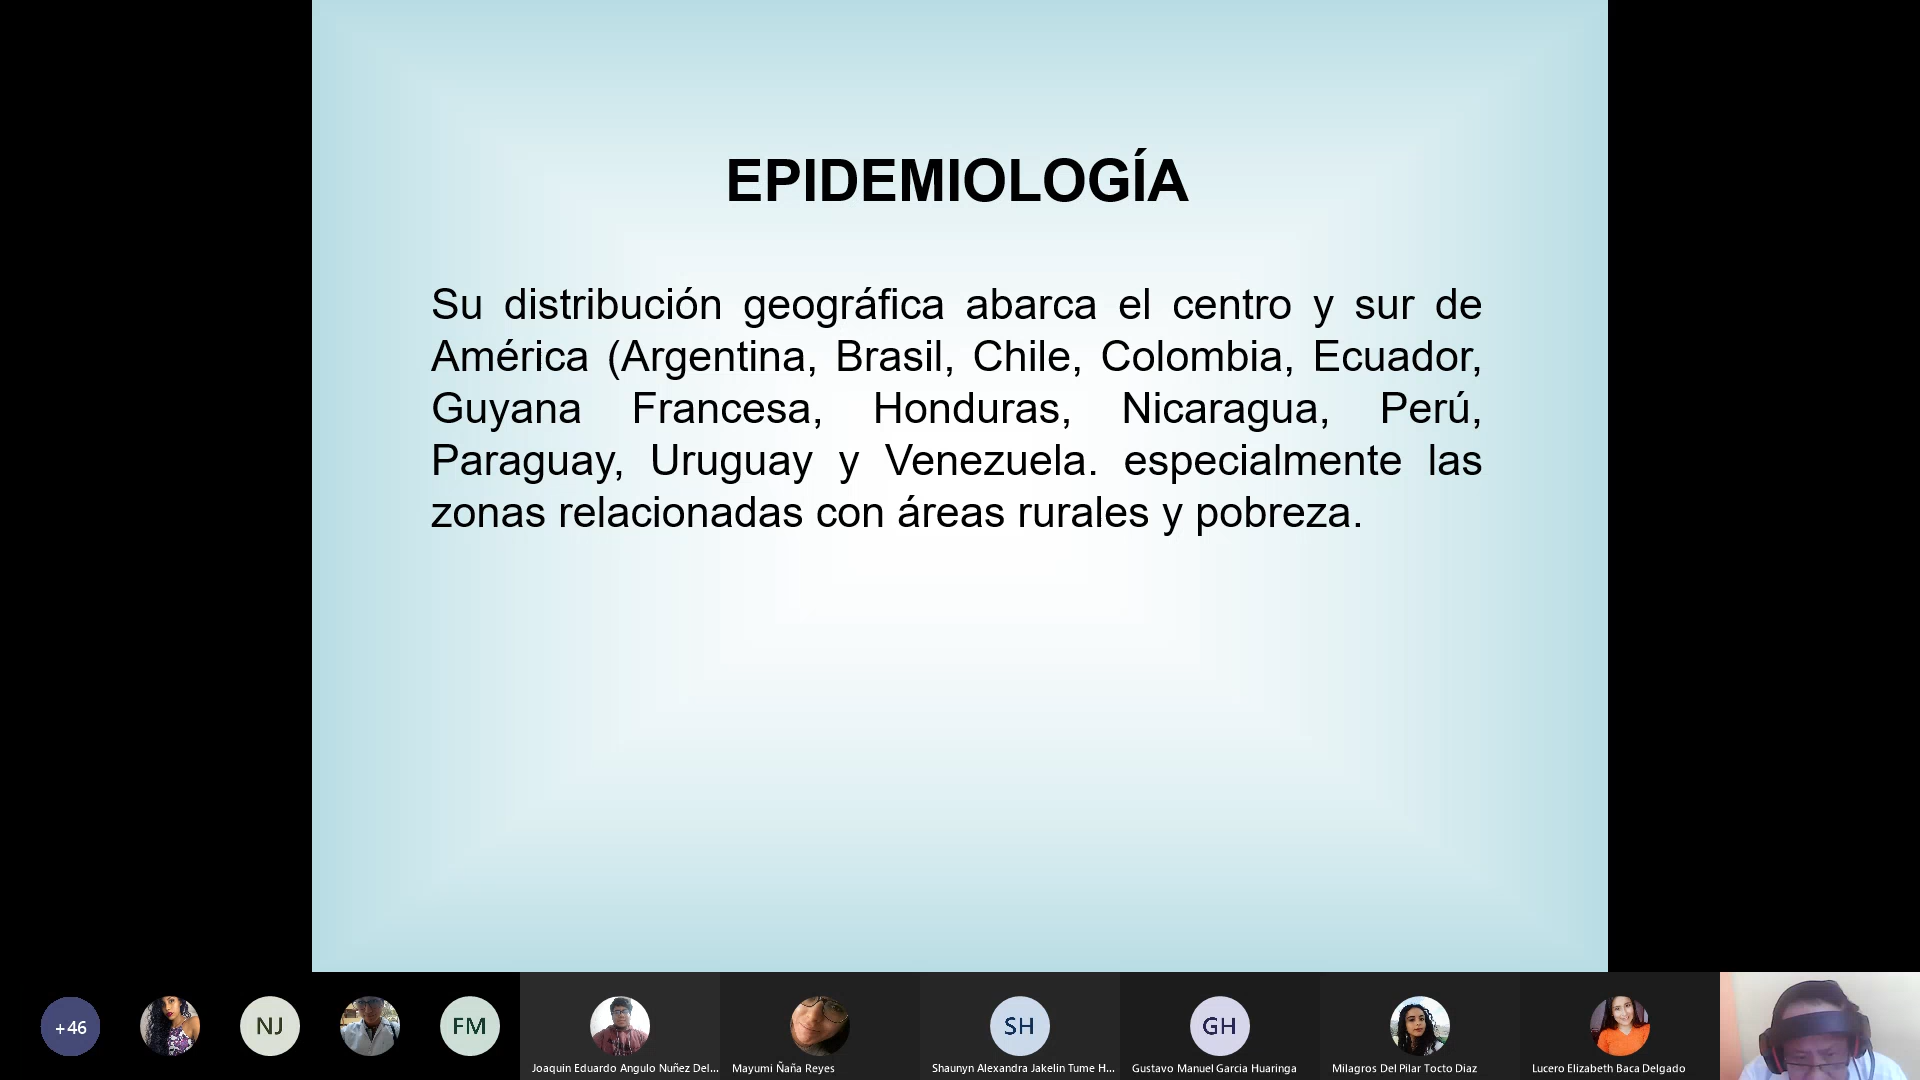 EPIDEMIOLOGÍA
Su distribución geográfica abarca el centro y sur de
América (Argentina, Brasil, Chile, Colombia, Ecuador,
Guyana Francesa, Honduras, Nicaragua, Perú,
Paraguay, Uruguay y Venezuela. especialmente las
zonas relacionadas con áreas rurales y pobreza.
+46
NJ
FM
SH
GH
Joaquin Eduardo Angulo Nuñez Del...
Mayumi Ñaña Reyes
Shaunyn Alexandra Jakelin Tume H...
Gustavo Manuel Garcia Huaringa
Milagros Del Pilar Tocto Diaz
Lucero Elizabeth Baca Delgado